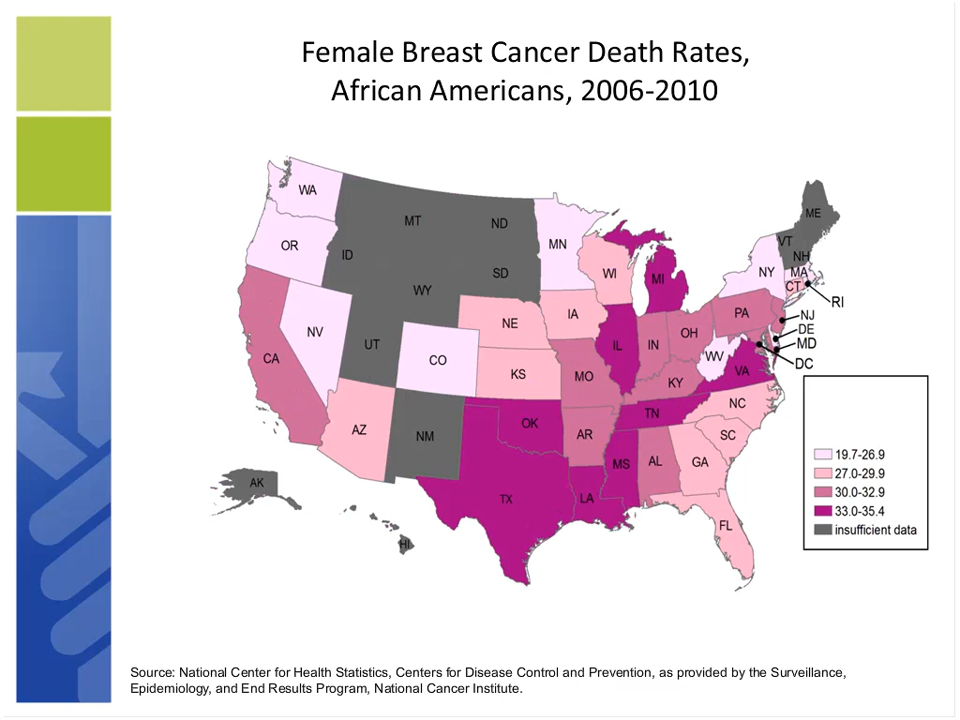 Female Breast Cancer Death Rates,
African Americans, 2006-2010
WA
MT
ND
ME
OR
ID
MN
VT
NH
SD
WI
NY
MA
WY
MI
CT
RI
NE
IA
PA
NJ
NV
UT
CO
IL
IN
OH
DE
MD
CA
KS
MO
WV
VA
DC
KY
AZ
NM
OK
AR
TN
NC
SC
AK
TX
LA
MS
AL
GA
FL
HI
19.7-26.9
27.0-29.9
30.0-32.9
33.0-35.4
insufficient data
Source: National Center for Health Statistics, Centers for Disease Control and Prevention, as provided by the Surveillance,
Epidemiology, and End Results Program, National Cancer Institute.